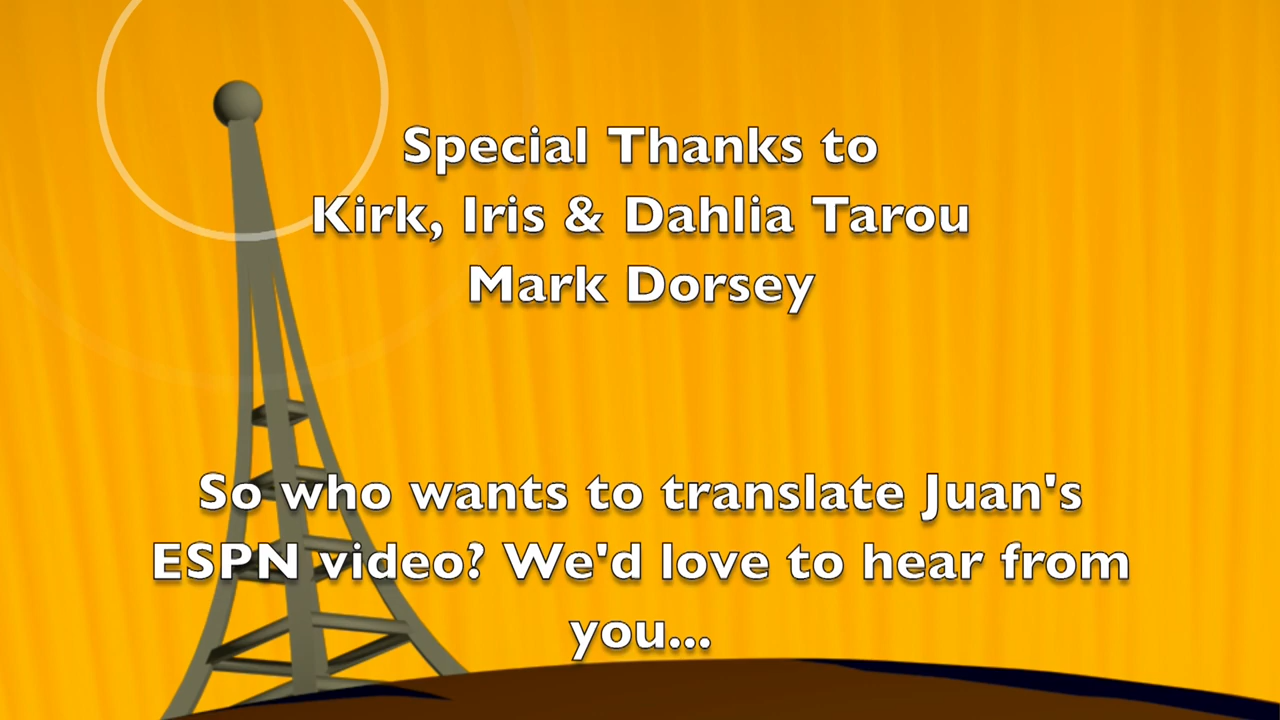 Special Thanks to
Kirk, Iris & Dahlia Tarou
Mark Dorsey
So who wants to translate Juan's
ESPN video? We'd love to hear from
you...